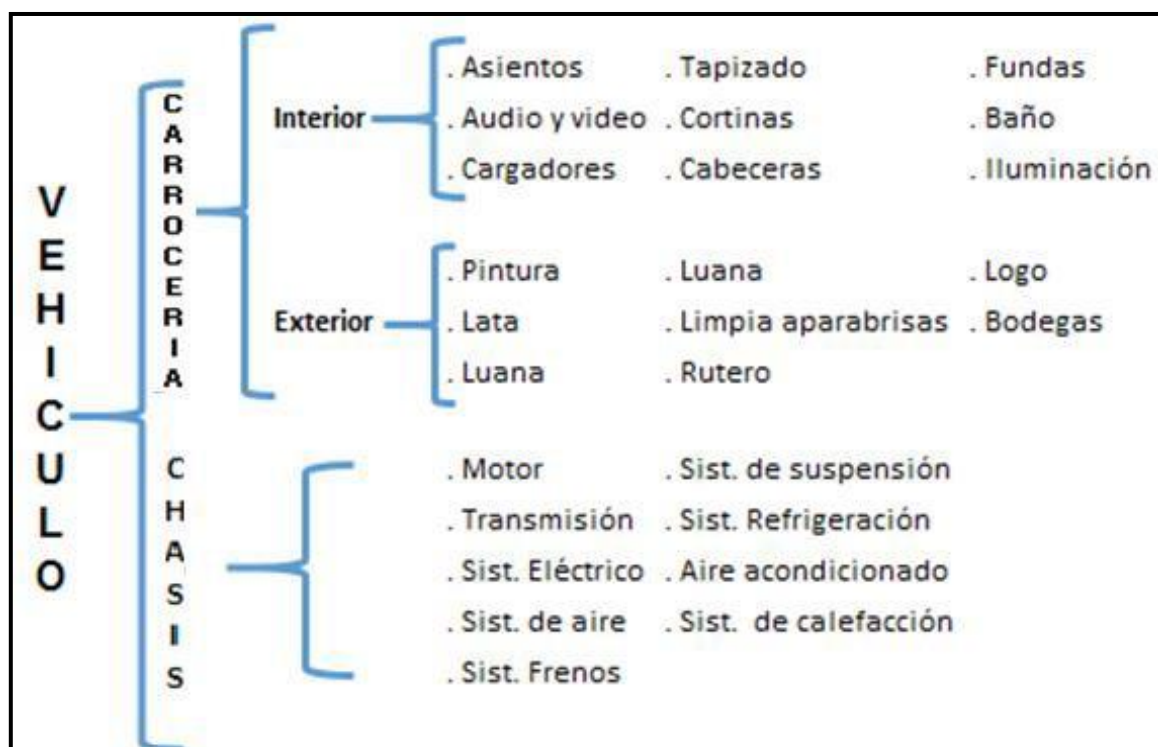 VEHICULO
CARROCERIA
Interior
. Asientos . Tapizado . Fundas
. Audio y video . Cortinas . Baño
. Cargadores . Cabeceras . Iluminación
Exterior
. Pintura . Luana . Logo
. Lata . Limpia aparabrisas . Bodegas
. Luana . Rutero
CHASIS
. Motor . Sist. de suspensión
. Transmisión . Sist. Refrigeración
. Sist. Eléctrico . Aire acondicionado
. Sist. de aire . Sist. de calefacción
. Sist. Frenos